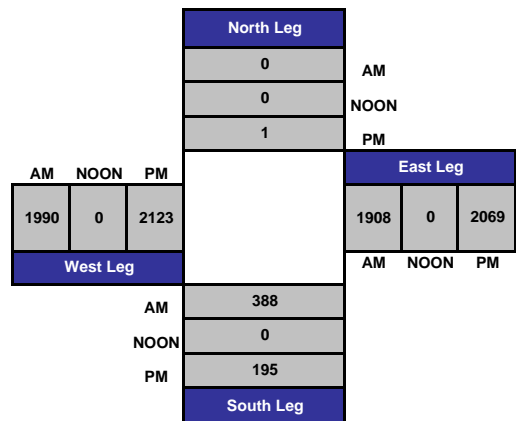 North Leg
0
AM
0
NOON
1
PM
AM NOON PM
East Leg
1990 0 2123
1908 0 2069
West Leg
AM NOON PM
AM
388
NOON
0
PM
195
South Leg